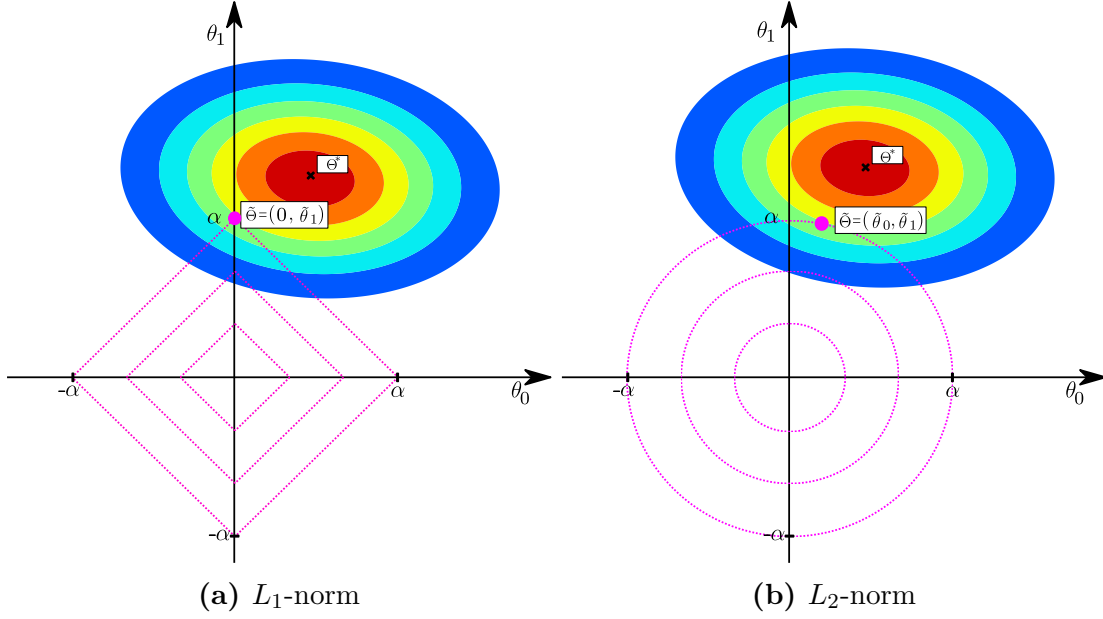 θ₁
Θ*
α
Θ̃=(0, θ̃₁)
-α
α
θ₀
-α
(a) L₁-norm
θ₁
Θ*
α
Θ̃=(θ̃₀, θ̃₁)
-α
α
θ₀
-α
(b) L₂-norm